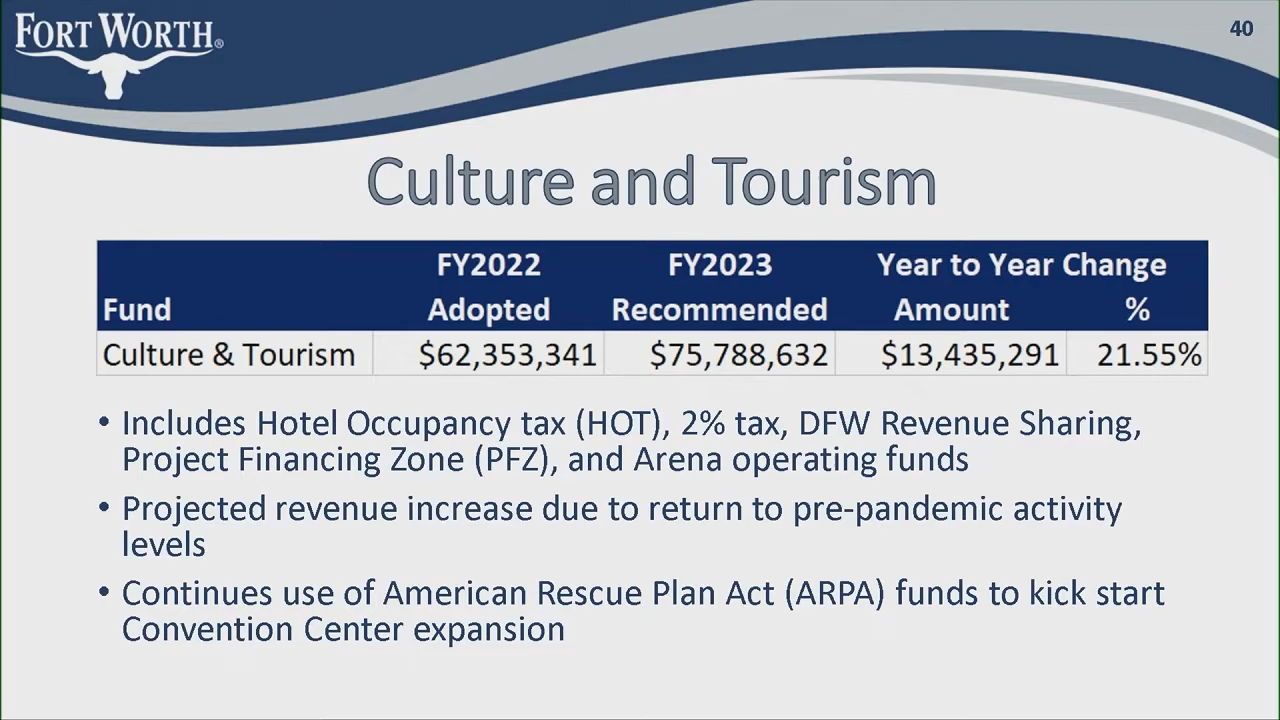 FORT WORTH®
40
Culture and Tourism
FY2022 FY2023 Year to Year Change
Fund Adopted Recommended Amount %
Culture & Tourism $62,353,341 $75,788,632 $13,435,291 21.55%
• Includes Hotel Occupancy tax (HOT), 2% tax, DFW Revenue Sharing,
Project Financing Zone (PFZ), and Arena operating funds
• Projected revenue increase due to return to pre-pandemic activity
levels
• Continues use of American Rescue Plan Act (ARPA) funds to kick start
Convention Center expansion